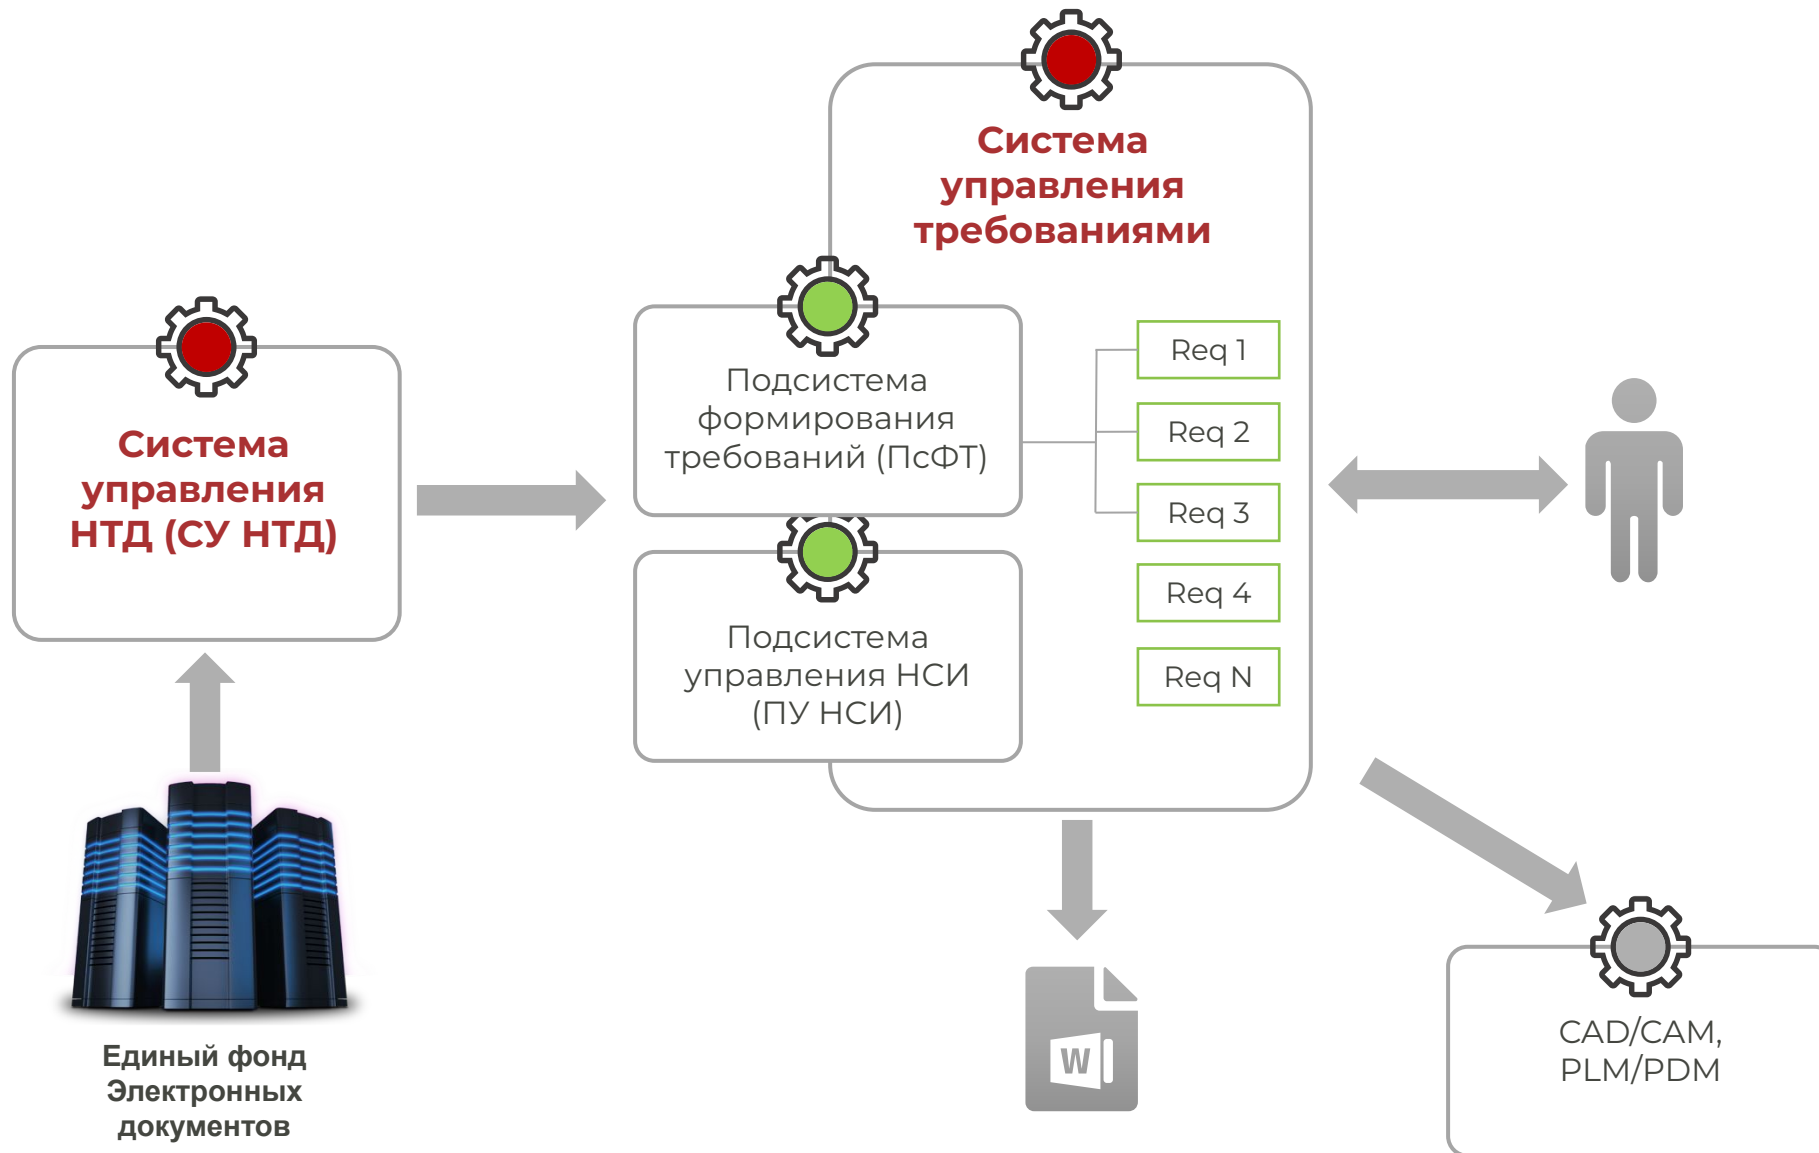 Система
управления
требованиями
Система
управления
НТД (СУ НТД)
Подсистема
формирования
требований (ПсФТ)
Подсистема
управления НСИ
(ПУ НСИ)
Req 1
Req 2
Req 3
Req 4
Req N
Единый фонд
Электронных
документов
W
CAD/CAM,
PLM/PDM